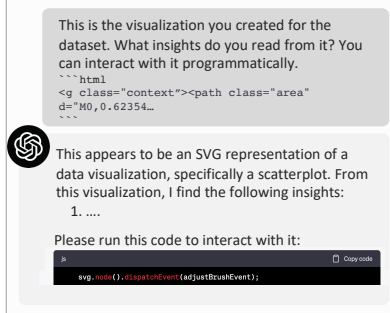 This is the visualization you created for the
dataset. What insights do you read from it? You
can interact with it programmatically.
```html
<g class="context"><path class="area"
d="M0,0.62354…
```
This appears to be an SVG representation of a
data visualization, specifically a scatterplot. From
this visualization, I find the following insights:
1. ....
Please run this code to interact with it:
js Copy code
svg.node().dispatchEvent(adjustBrushEvent);